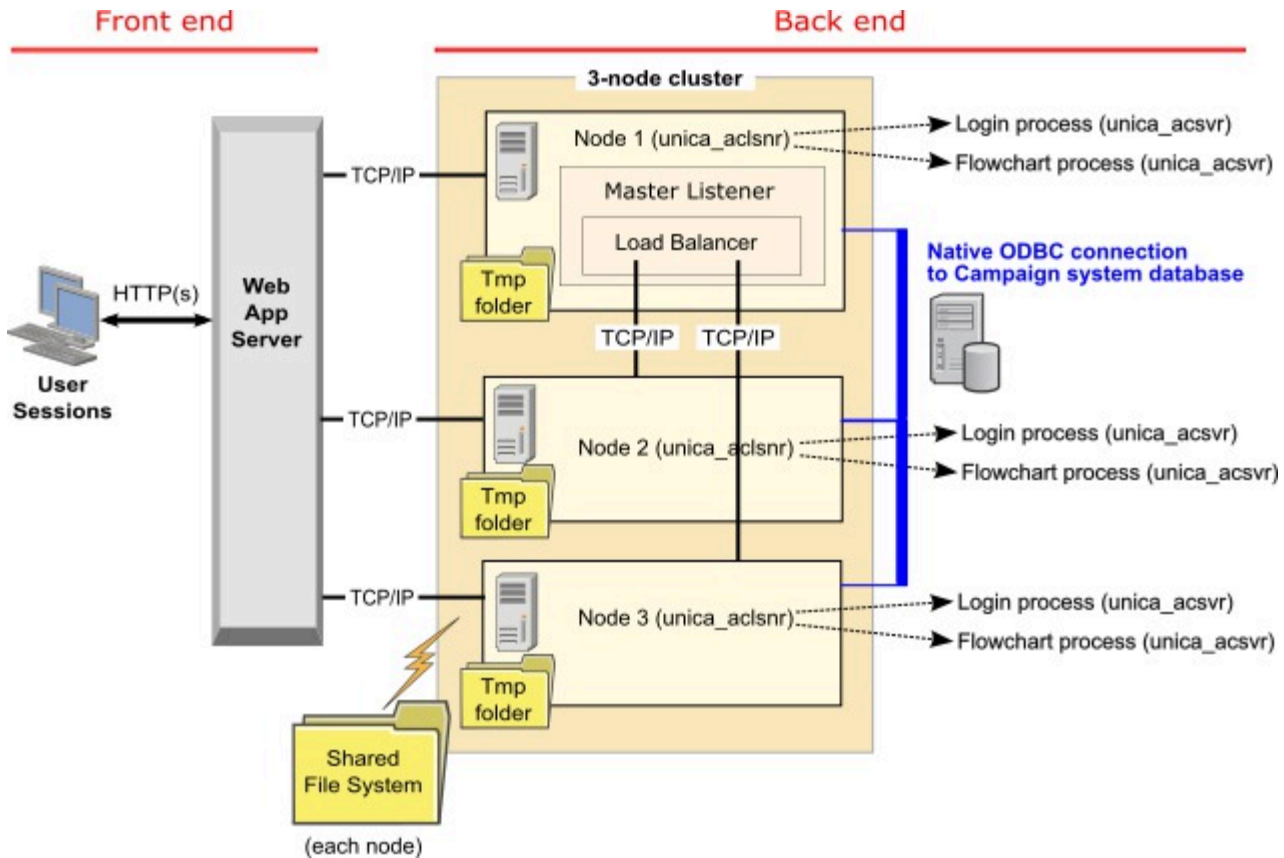 Front end
Back end
3-node cluster
Node 1 (unica_aclsnr)
Login process (unica_acsvr)
Flowchart process (unica_acsvr)
TCP/IP
Master Listener
Load Balancer
Tmp
folder
Native ODBC connection
to Campaign system database
HTTP(s)
Web
App
Server
User
Sessions
TCP/IP
TCP/IP
TCP/IP
Node 2 (unica_aclsnr)
Login process (unica_acsvr)
Flowchart process (unica_acsvr)
Tmp
folder
TCP/IP
Node 3 (unica_aclsnr)
Login process (unica_acsvr)
Flowchart process (unica_acsvr)
Tmp
folder
Shared
File System
(each node)